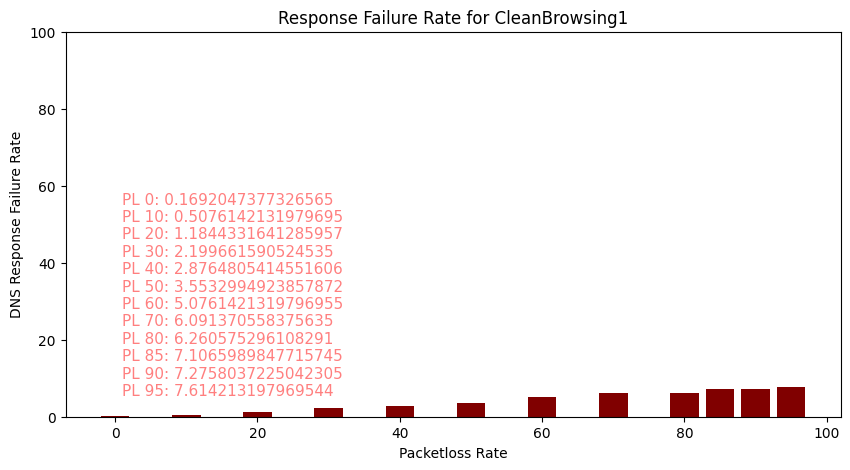 Response Failure Rate for CleanBrowsing1
100
80
60
40
20
0
DNS Response Failure Rate
PL 0: 0.1692047377326565
PL 10: 0.5076142131979695
PL 20: 1.1844331641285957
PL 30: 2.199661590524535
PL 40: 2.8764805414551606
PL 50: 3.5532994923857872
PL 60: 5.0761421319796955
PL 70: 6.091370558375635
PL 80: 6.260575296108291
PL 85: 7.1065989847715745
PL 90: 7.2758037225042305
PL 95: 7.614213197969544
0 20 40 60 80 100
Packetloss Rate